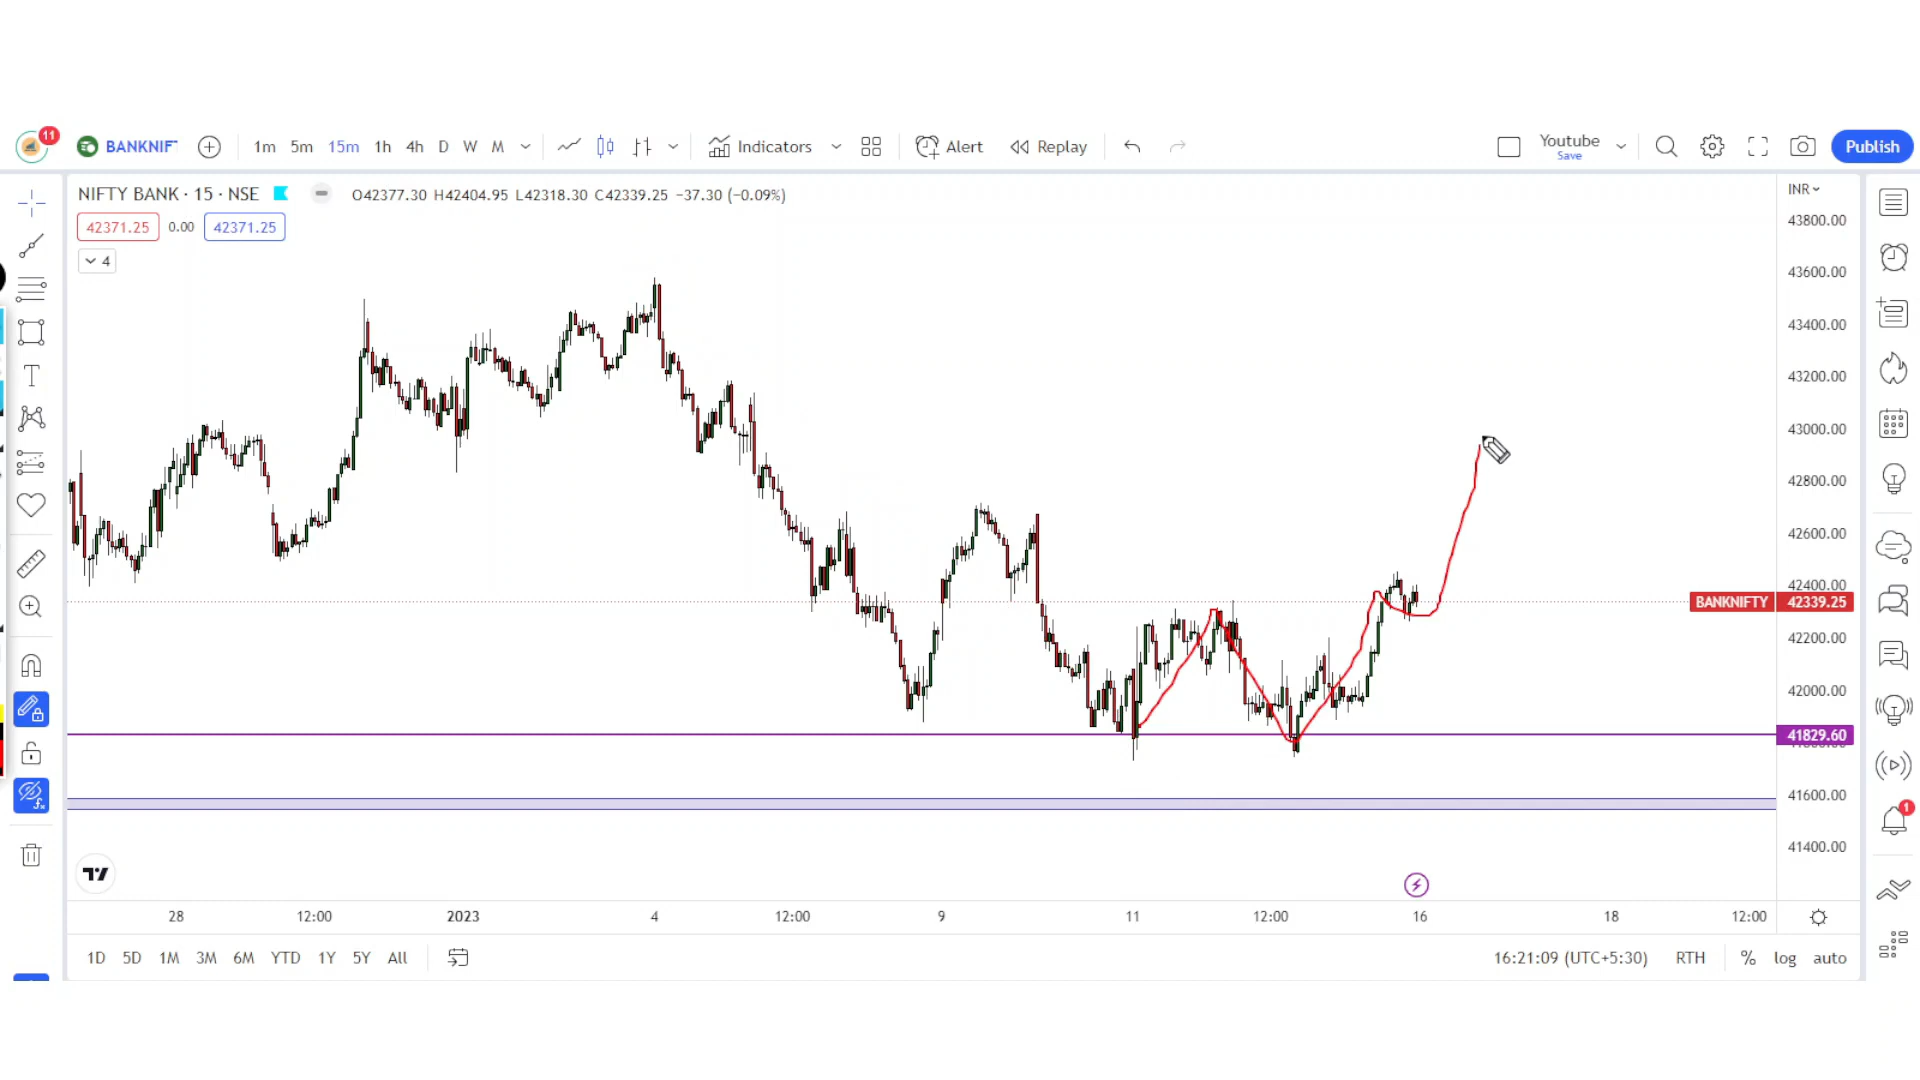 11
BANKNIF
1m 5m 15m 1h 4h D W M
Indicators
Alert
Replay
Youtube
Save
Publish
NIFTY BANK · 15 · NSE
O42377.30 H42404.95 L42318.30 C42339.25 −37.30 (−0.09%)
42371.25 0.00 42371.25
4
T
INR
43800.00
43600.00
43400.00
43200.00
43000.00
42800.00
42600.00
42400.00
BANKNIFTY 42339.25
42200.00
42000.00
41829.60
41600.00
41400.00
1
28 12:00 2023 4 12:00 9 11 12:00 16 18 12:00
1D 5D 1M 3M 6M YTD 1Y 5Y All
16:21:09 (UTC+5:30) RTH % log auto